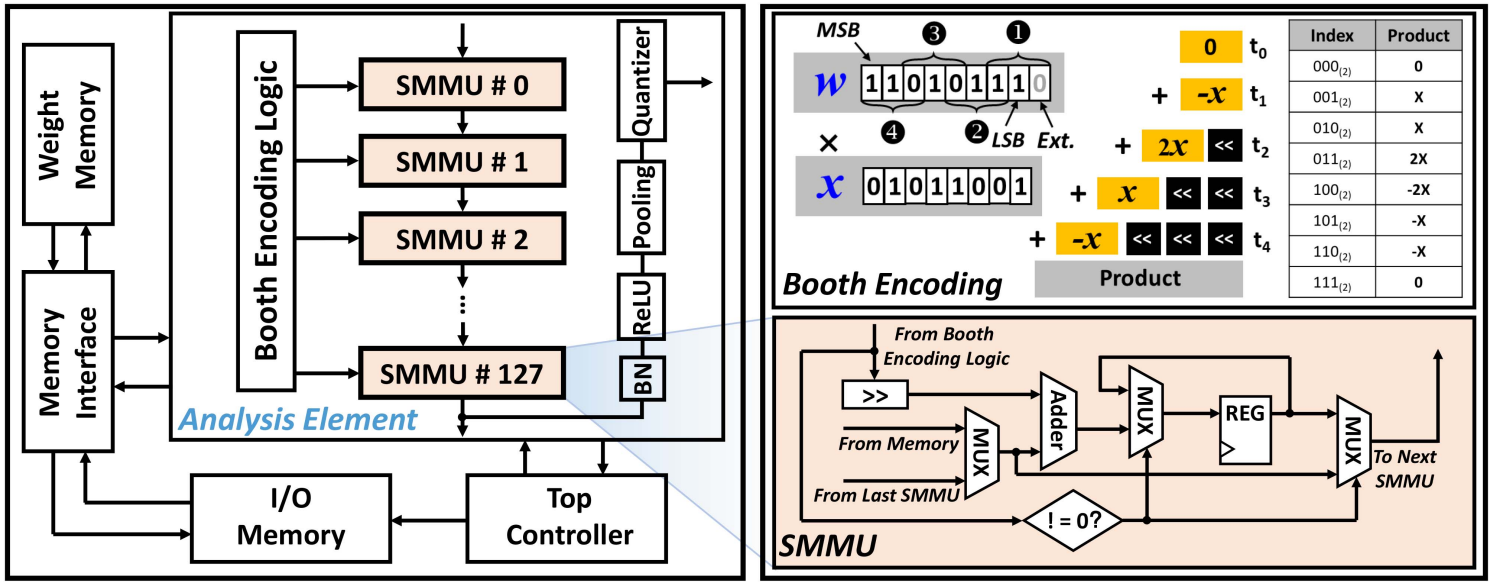 Weight
Memory
Memory
Interface
Booth Encoding Logic
SMMU # 0
SMMU # 1
SMMU # 2
...
SMMU # 127
Quantizer
Pooling
ReLU
BN
Analysis Element
I/O
Memory
Top
Controller
MSB
❸ ❶
w 1 1 0 1 0 1 1 1 0
❹ ❷ LSB Ext.
×
x 0 1 0 1 1 0 0 1
0 t0
+ -x t1
+ 2x << t2
+ x << << t3
+ -x << << << t4
Product
Booth Encoding
Index Product
000(2) 0
001(2) X
010(2) X
011(2) 2X
100(2) -2X
101(2) -X
110(2) -X
111(2) 0
From Booth
Encoding Logic
>>
From Memory
From Last SMMU
MUX
Adder
MUX
REG
MUX
To Next
SMMU
! = 0?
SMMU